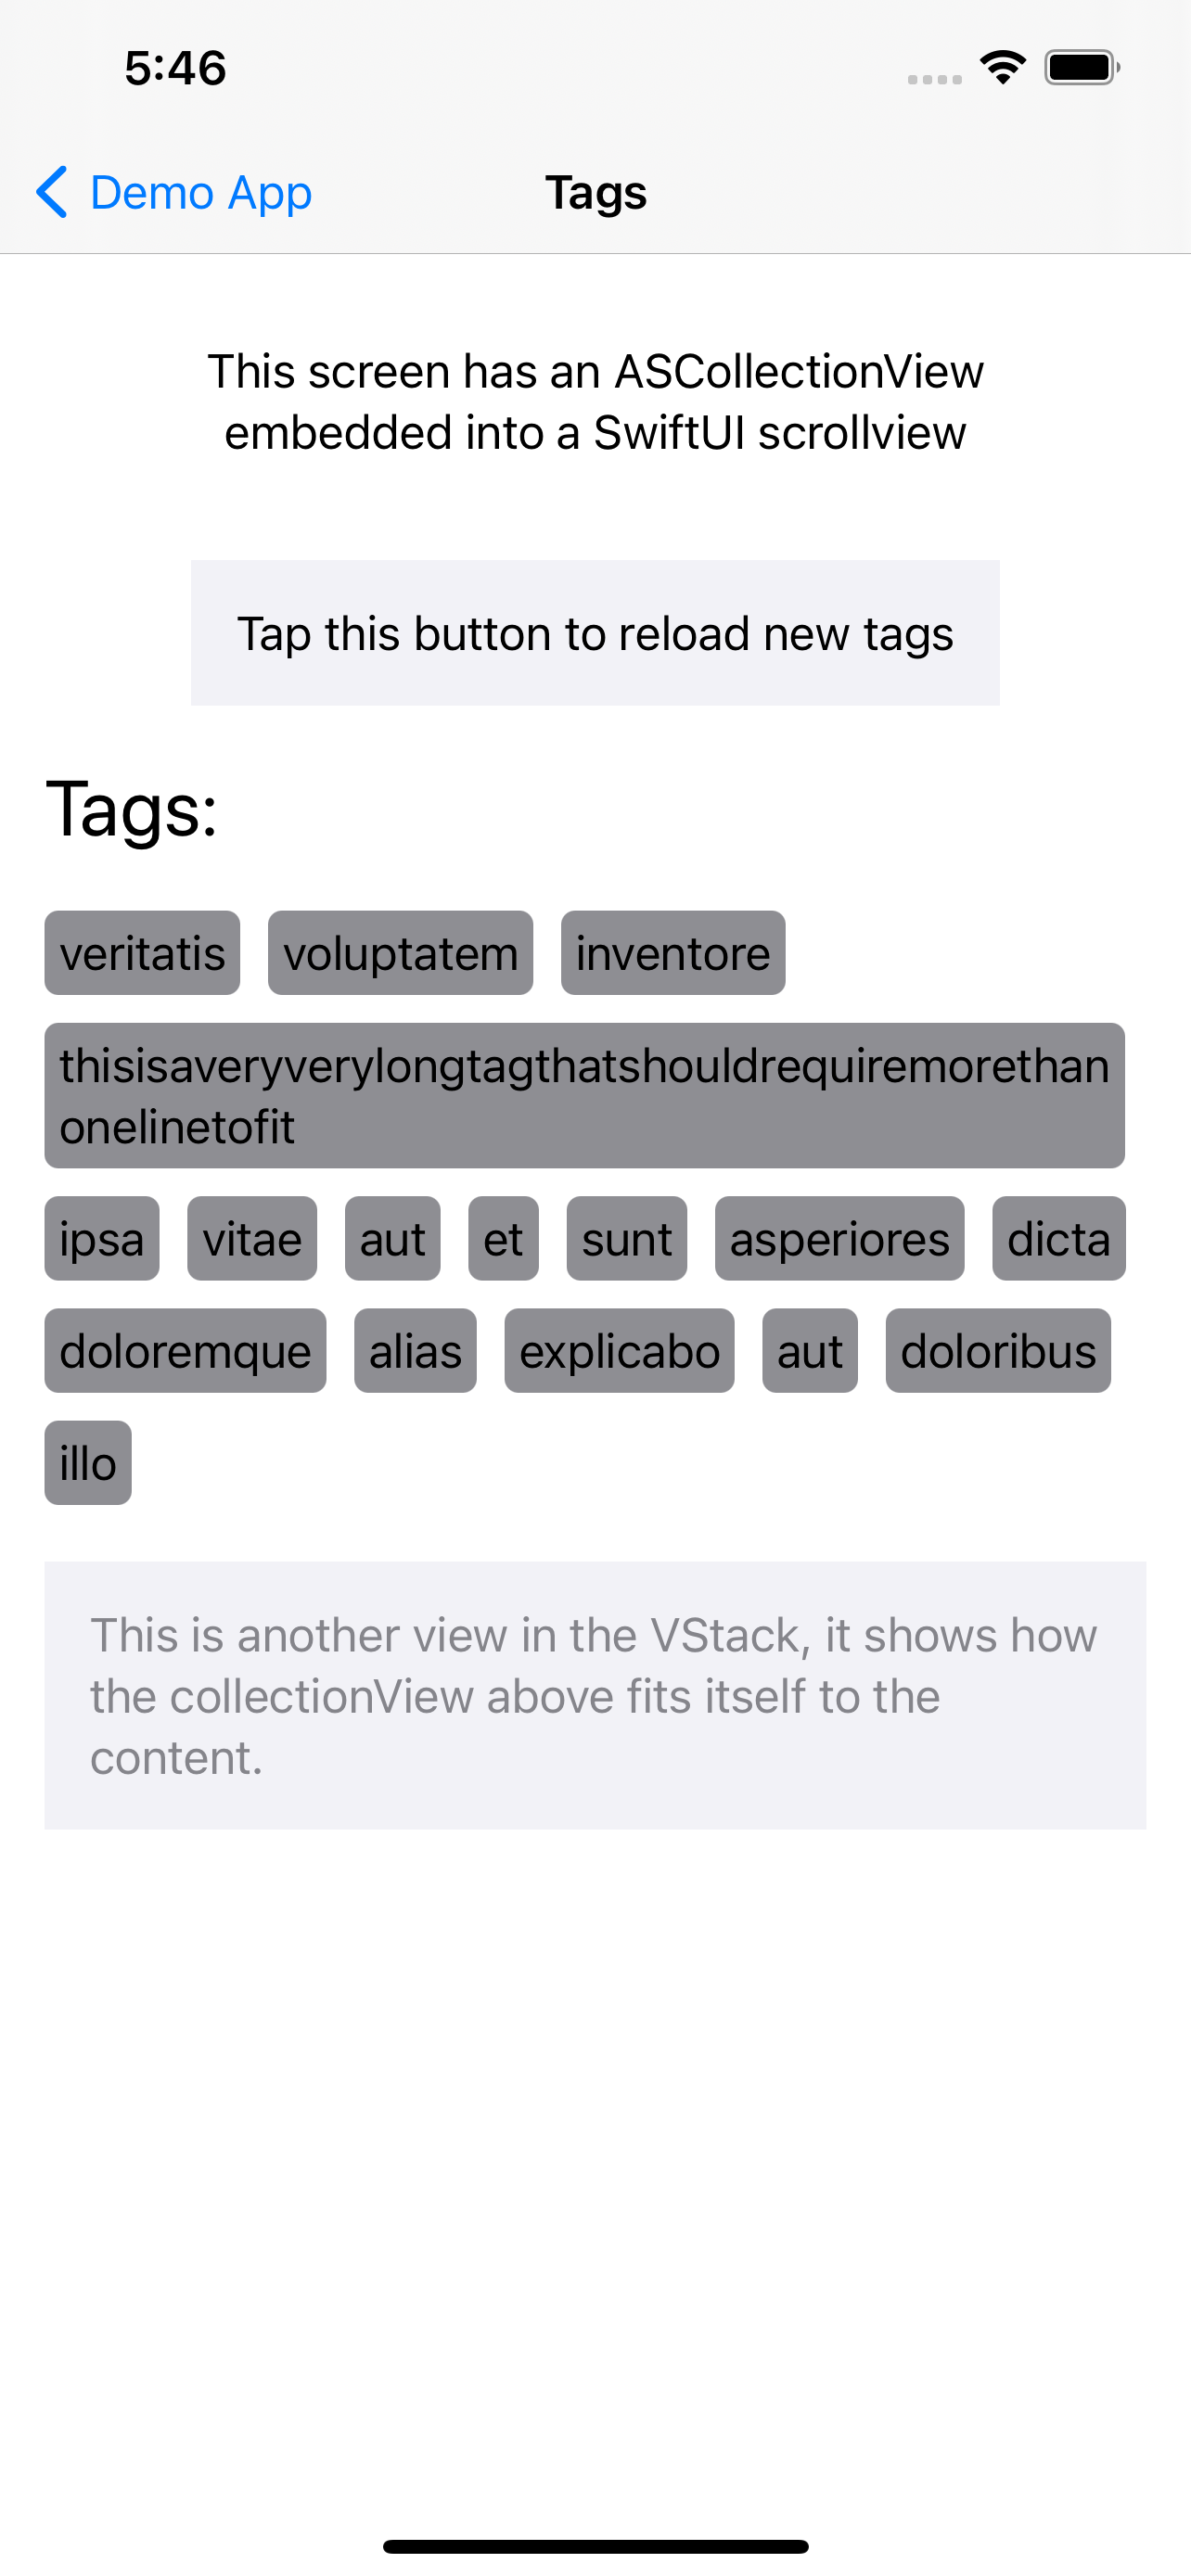 5:46
Demo App
Tags
This screen has an ASCollectionView
embedded into a SwiftUI scrollview
Tap this button to reload new tags
Tags:
veritatis voluptatem inventore
thisisaveryverylongtagthatshouldrequiremorethan
onelinetofit
ipsa vitae aut et sunt asperiores dicta
doloremque alias explicabo aut doloribus
illo
This is another view in the VStack, it shows how
the collectionView above fits itself to the
content.